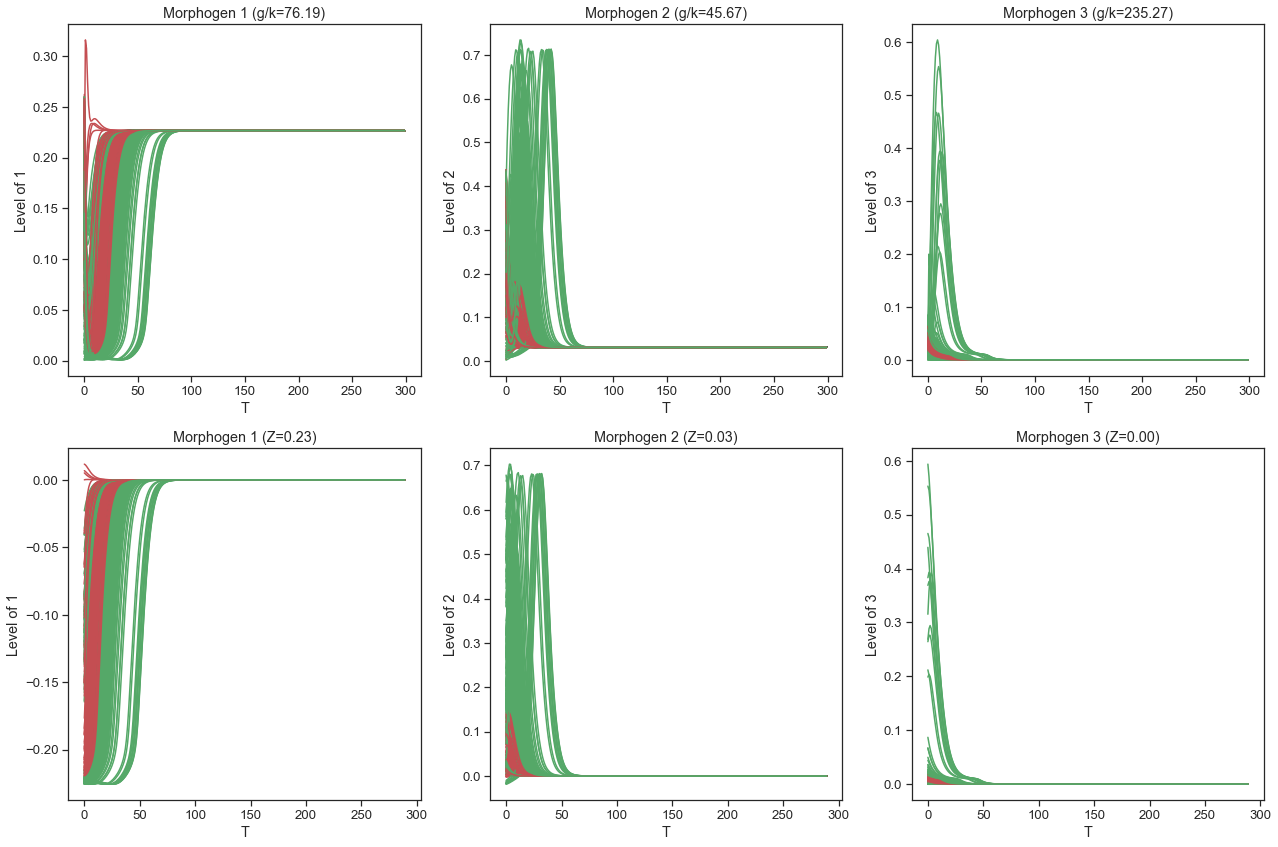 Morphogen 1 (g/k=76.19)
Level of 1
0.30
0.25
0.20
0.15
0.10
0.05
0.00
0 50 100 150 200 250 300
T
Morphogen 2 (g/k=45.67)
Level of 2
0.7
0.6
0.5
0.4
0.3
0.2
0.1
0.0
0 50 100 150 200 250 300
T
Morphogen 3 (g/k=235.27)
Level of 3
0.6
0.5
0.4
0.3
0.2
0.1
0.0
0 50 100 150 200 250 300
T
Morphogen 1 (Z=0.23)
Level of 1
0.00
−0.05
−0.10
−0.15
−0.20
0 50 100 150 200 250 300
T
Morphogen 2 (Z=0.03)
Level of 2
0.7
0.6
0.5
0.4
0.3
0.2
0.1
0.0
0 50 100 150 200 250 300
T
Morphogen 3 (Z=0.00)
Level of 3
0.6
0.5
0.4
0.3
0.2
0.1
0.0
0 50 100 150 200 250 300
T